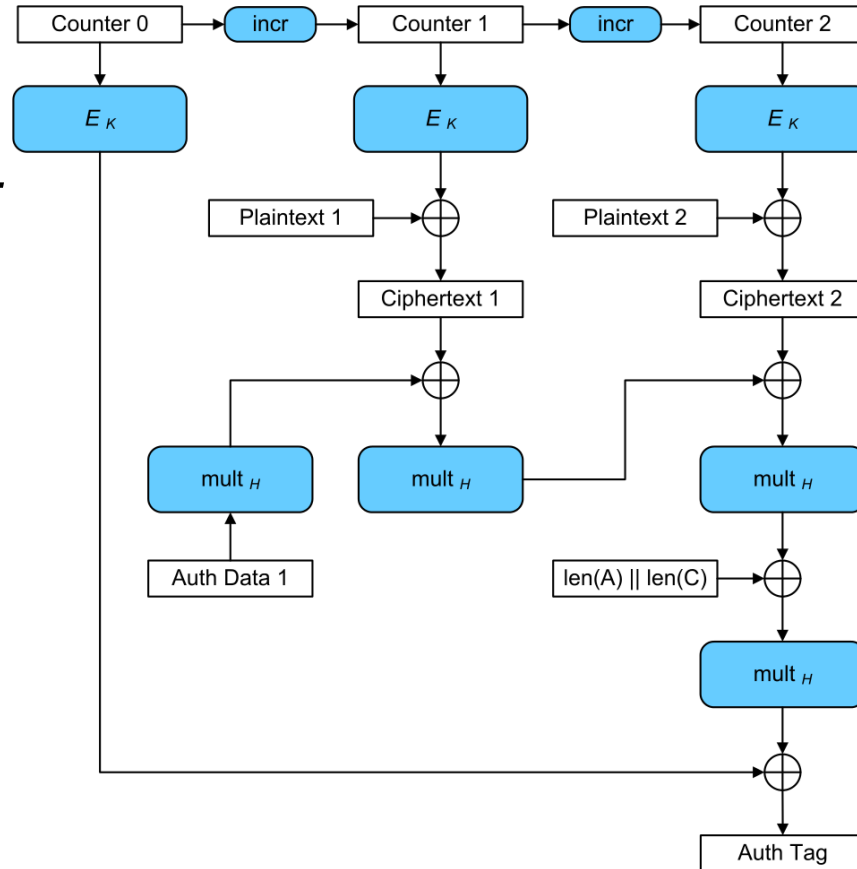 Counter 0
incr
Counter 1
incr
Counter 2
E K
E K
E K
Plaintext 1
Plaintext 2
Ciphertext 1
Ciphertext 2
mult H
mult H
mult H
Auth Data 1
len(A) || len(C)
mult H
Auth Tag